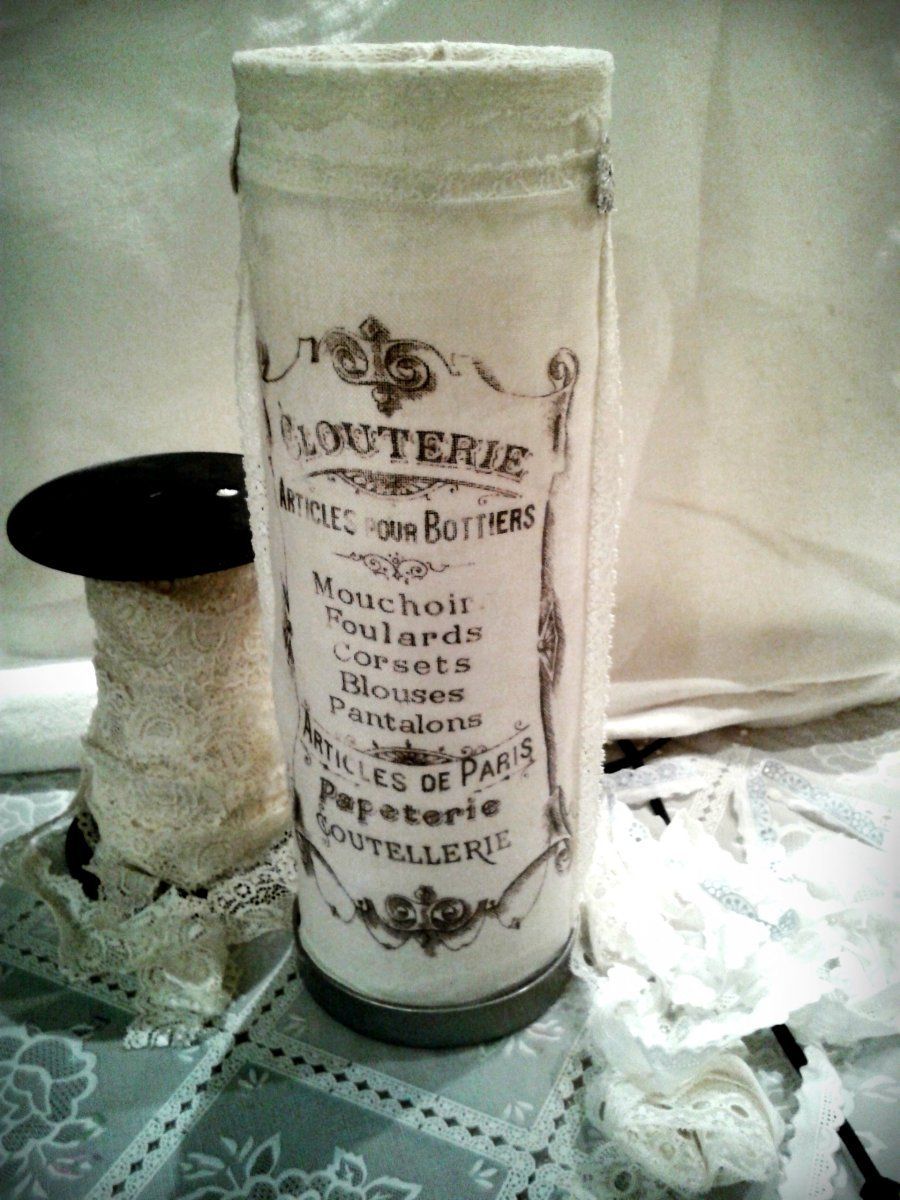 CLOUTERIE
ARTICLES POUR BOTTIERS
Mouchoir
Foulards
Corsets
Blouses
Pantalons
ARTICLES DE PARIS
Papeterie
COUTELLERIE